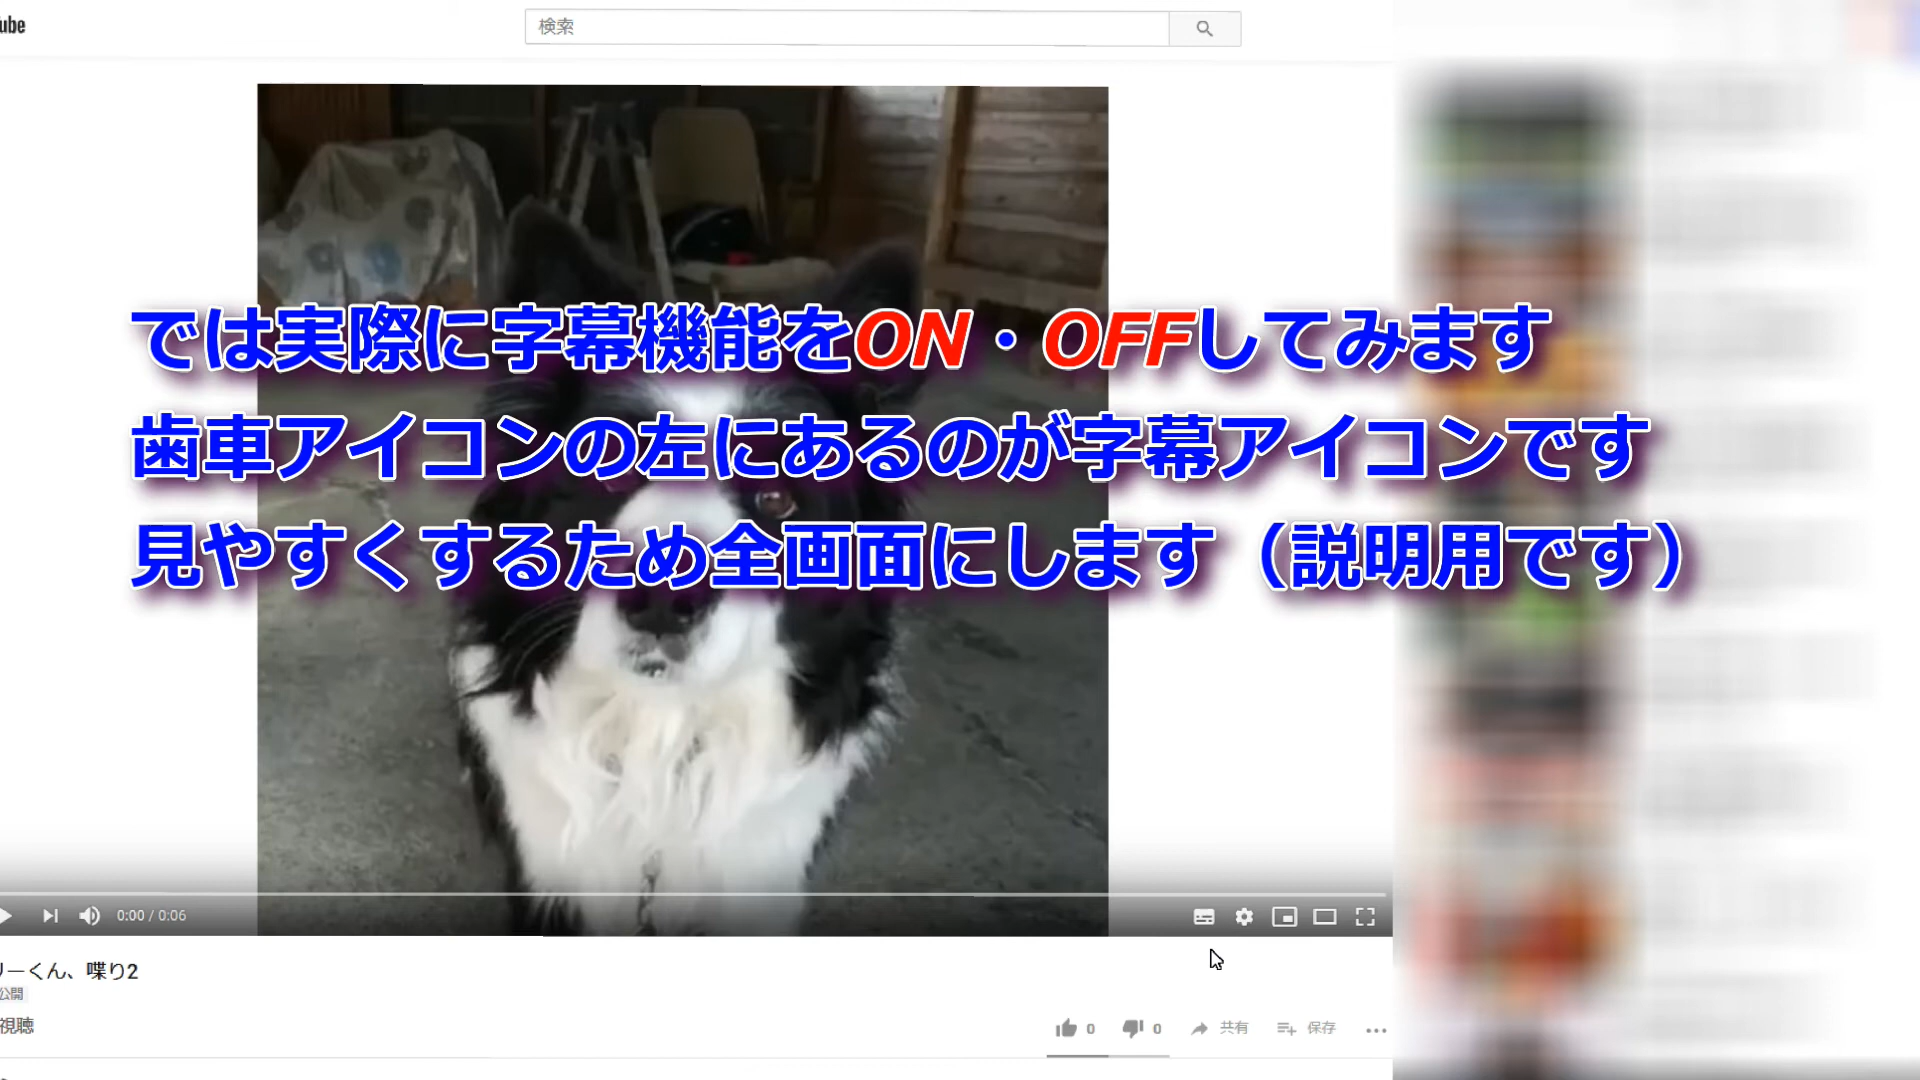 ube
検索
では実際に字幕機能をON・OFFしてみます
歯車アイコンの左にあるのが字幕アイコンです
見やすくするため全画面にします（説明用です）
0:00 / 0:06
リーくん、喋り2
公開
視聴
0
0
共有
保存